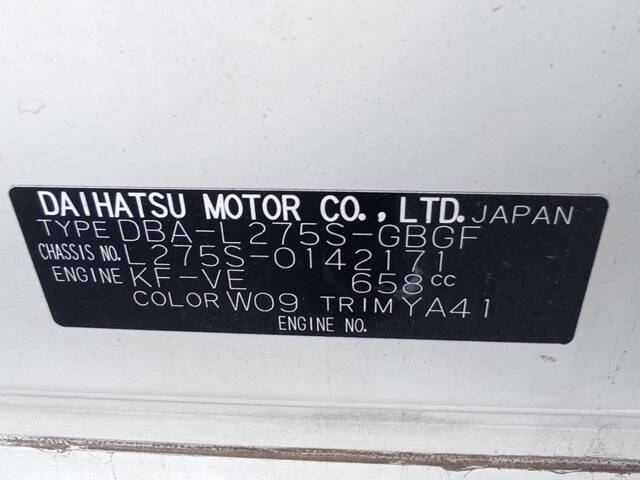 DAIHATSU MOTOR CO., LTD. JAPAN
TYPE DBA-L275S-GBGF
CHASSIS NO. L275S-0142171
ENGINE KF-VE 658cc
COLOR W09 TRIM YA41
ENGINE NO.